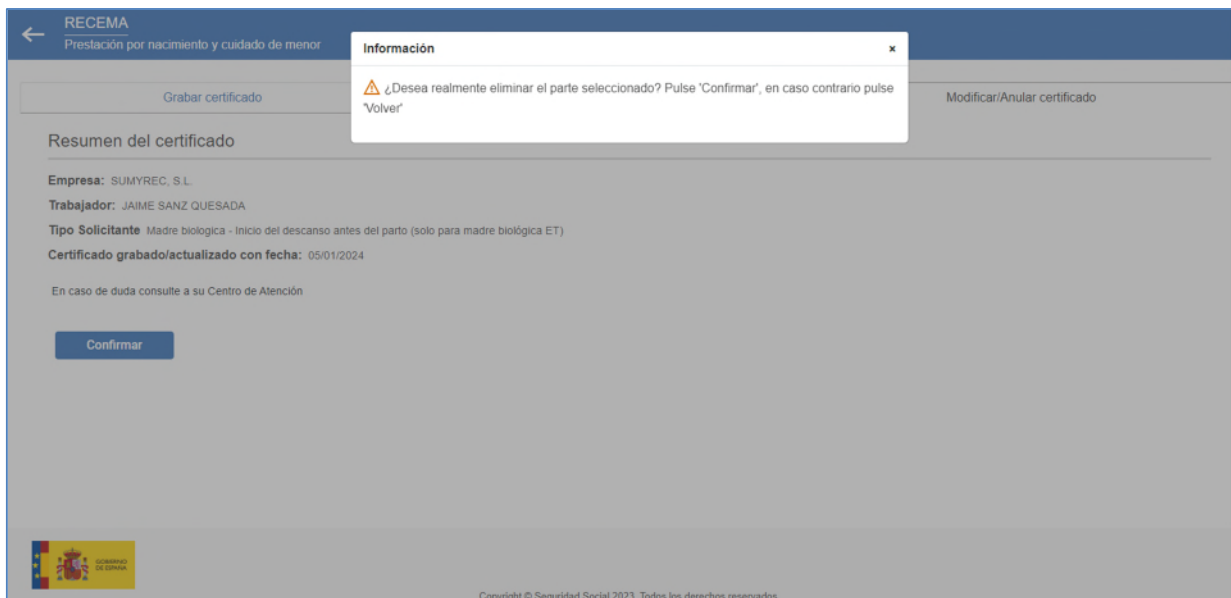 RECEMA
Prestación por nacimiento y cuidado de menor
Información
×
¿Desea realmente eliminar el parte seleccionado? Pulse 'Confirmar', en caso contrario pulse
'Volver'
Grabar certificado
Modificar/Anular certificado
Resumen del certificado
Empresa: SUMYREC, S.L.
Trabajador: JAIME SANZ QUESADA
Tipo Solicitante Madre biologica - Inicio del descanso antes del parto (solo para madre biológica ET)
Certificado grabado/actualizado con fecha: 05/01/2024
En caso de duda consulte a su Centro de Atención
Confirmar
GOBIERNO
DE ESPAÑA
Copyright © Seguridad Social 2023. Todos los derechos reservados.